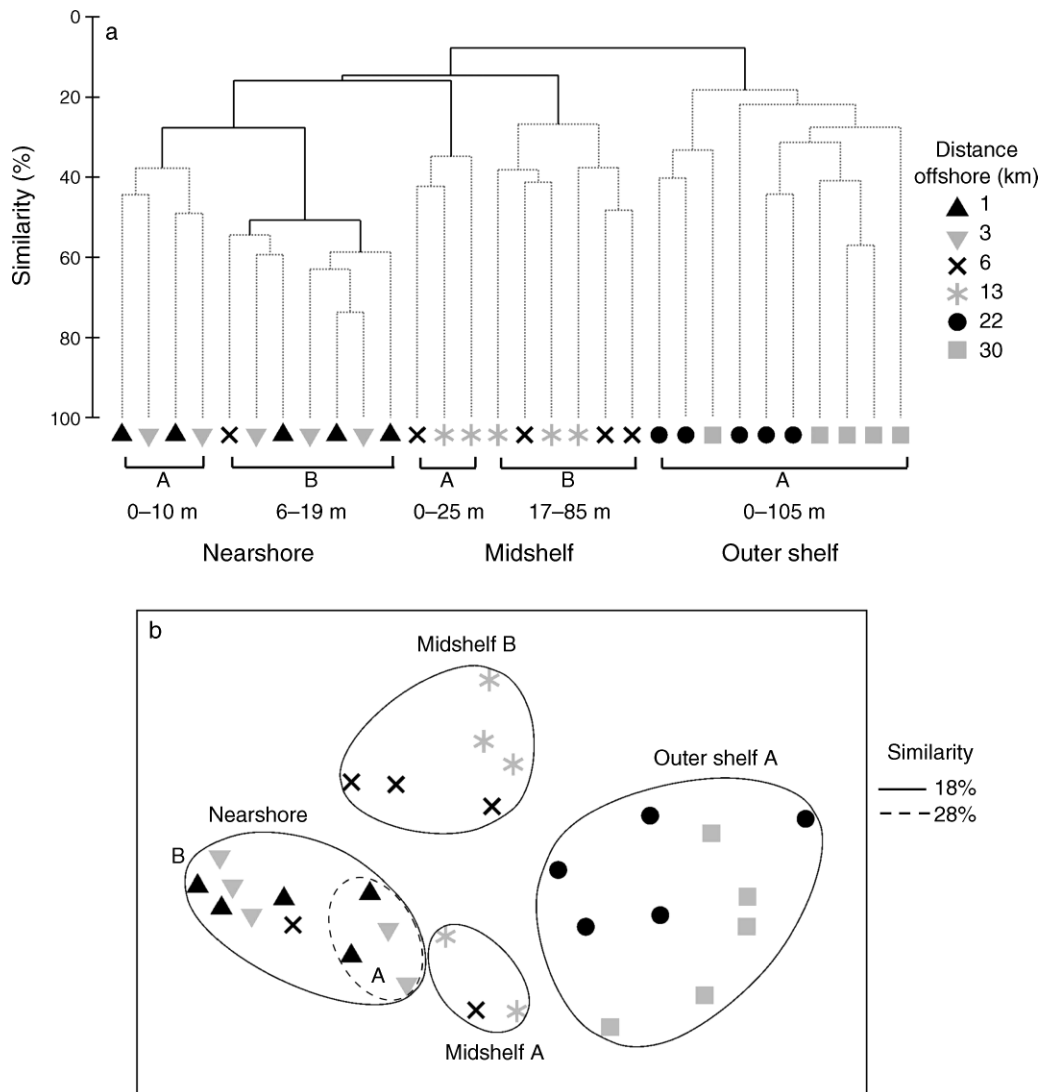 a
0
20
40
60
80
100
Similarity (%)
Distance
offshore (km)
1
3
6
13
22
30
A B A B A
0–10 m 6–19 m 0–25 m 17–85 m 0–105 m
Nearshore Midshelf Outer shelf
b
Midshelf B
Outer shelf A
Nearshore
B
A
Midshelf A
Similarity
18%
28%